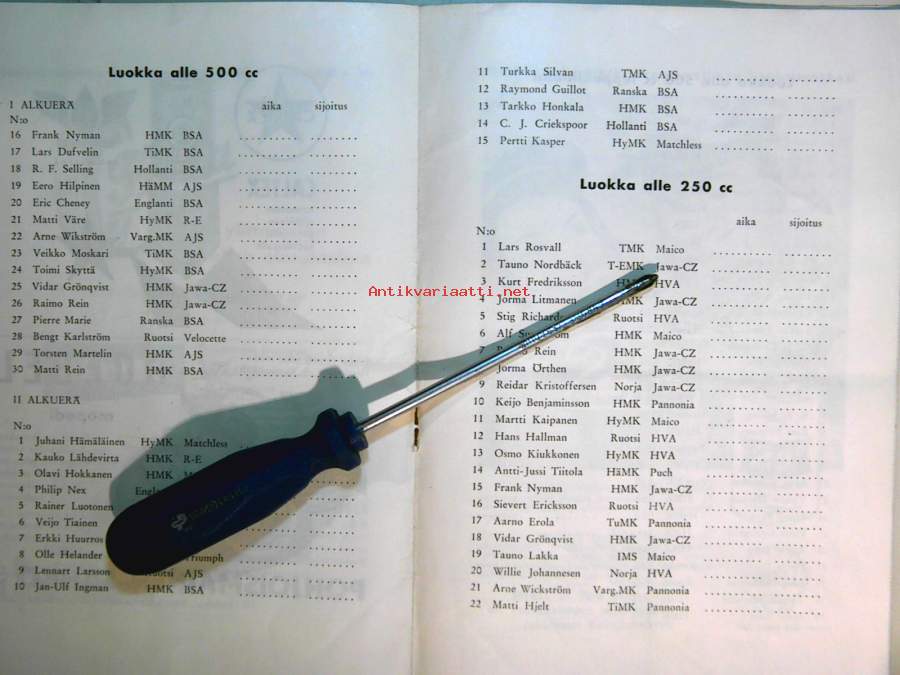 Luokka alle 500 cc
I ALKUERÄ aika sijoitus
N:o
16 Frank Nyman HMK BSA
17 Lars Dufvelin TiMK BSA
18 R. F. Selling Hollanti BSA
19 Eero Hilpinen HäMM AJS
20 Eric Cheney Englanti BSA
21 Matti Väre HyMK R-E
22 Arne Wikström Varg.MK AJS
23 Veikko Moskari TiMK BSA
24 Toimi Skyttä HyMK BSA
25 Vidar Grönqvist HMK Jawa-CZ
26 Raimo Rein HMK Jawa-CZ
27 Pierre Marie Ranska BSA
28 Bengt Karlström Ruotsi Velocette
29 Torsten Martelin HMK AJS
30 Matti Rein HMK BSA
II ALKUERÄ
N:o
1 Juhani Hämäläinen HyMK Matchless
2 Kauko Lähdevirta HMK R-E
3 Olavi Hokkanen HMK
4 Philip Nex
5 Rainer Luotonen
6 Veijo Tiainen
7 Erkki Huurros
8 Olle Helander Triumph
9 Lennart Larsson Ruotsi AJS
10 Jan-Ulf Ingman HMK BSA
11 Turkka Silvan TMK AJS
12 Raymond Guillot Ranska BSA
13 Tarkko Honkala HMK BSA
14 C. J. Criekspoor Hollanti BSA
15 Pertti Kasper HyMK Matchless
Luokka alle 250 cc
aika sijoitus
N:o
1 Lars Rosvall TMK Maico
2 Tauno Nordbäck T-EMK Jawa-CZ
3 Kurt Fredriksson HMK HVA
4 Jorma Litmanen Jawa-CZ
5 Stig Ruotsi HVA
6 Alf HMK Maico
7 Rein HMK Jawa-CZ
Jorma Örthen HMK Jawa-CZ
9 Reidar Kristoffersen Norja Jawa-CZ
10 Keijo Benjaminsson HMK Pannonia
11 Martti Kaipanen HyMK Maico
12 Hans Hallman Ruotsi HVA
13 Osmo Kiukkonen HyMK HVA
14 Antti-Jussi Tiitola HäMK Puch
15 Frank Nyman HMK Jawa-CZ
16 Sievert Ericksson Ruotsi HVA
17 Aarno Erola TuMK Pannonia
18 Vidar Grönqvist HMK Jawa-CZ
19 Tauno Lakka IMS Maico
20 Willie Johannesen Norja HVA
21 Arne Wickström Varg.MK Pannonia
22 Matti Hjelt TiMK Pannonia
Antikvariaatti.net